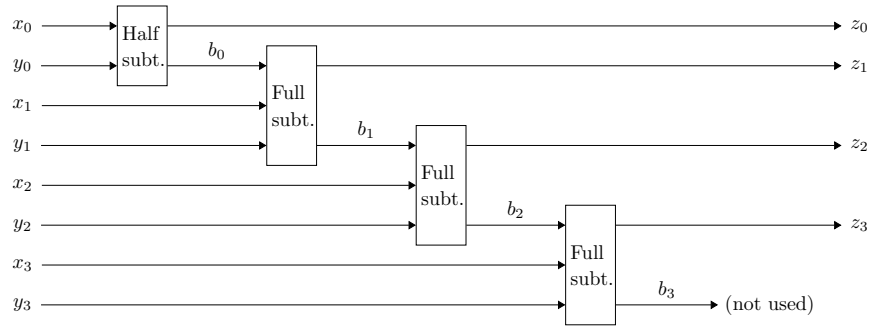 x₀
Half
subt.
z₀
y₀
b₀
z₁
x₁
Full
subt.
y₁
b₁
z₂
x₂
Full
subt.
y₂
b₂
z₃
x₃
Full
subt.
y₃
b₃
(not used)